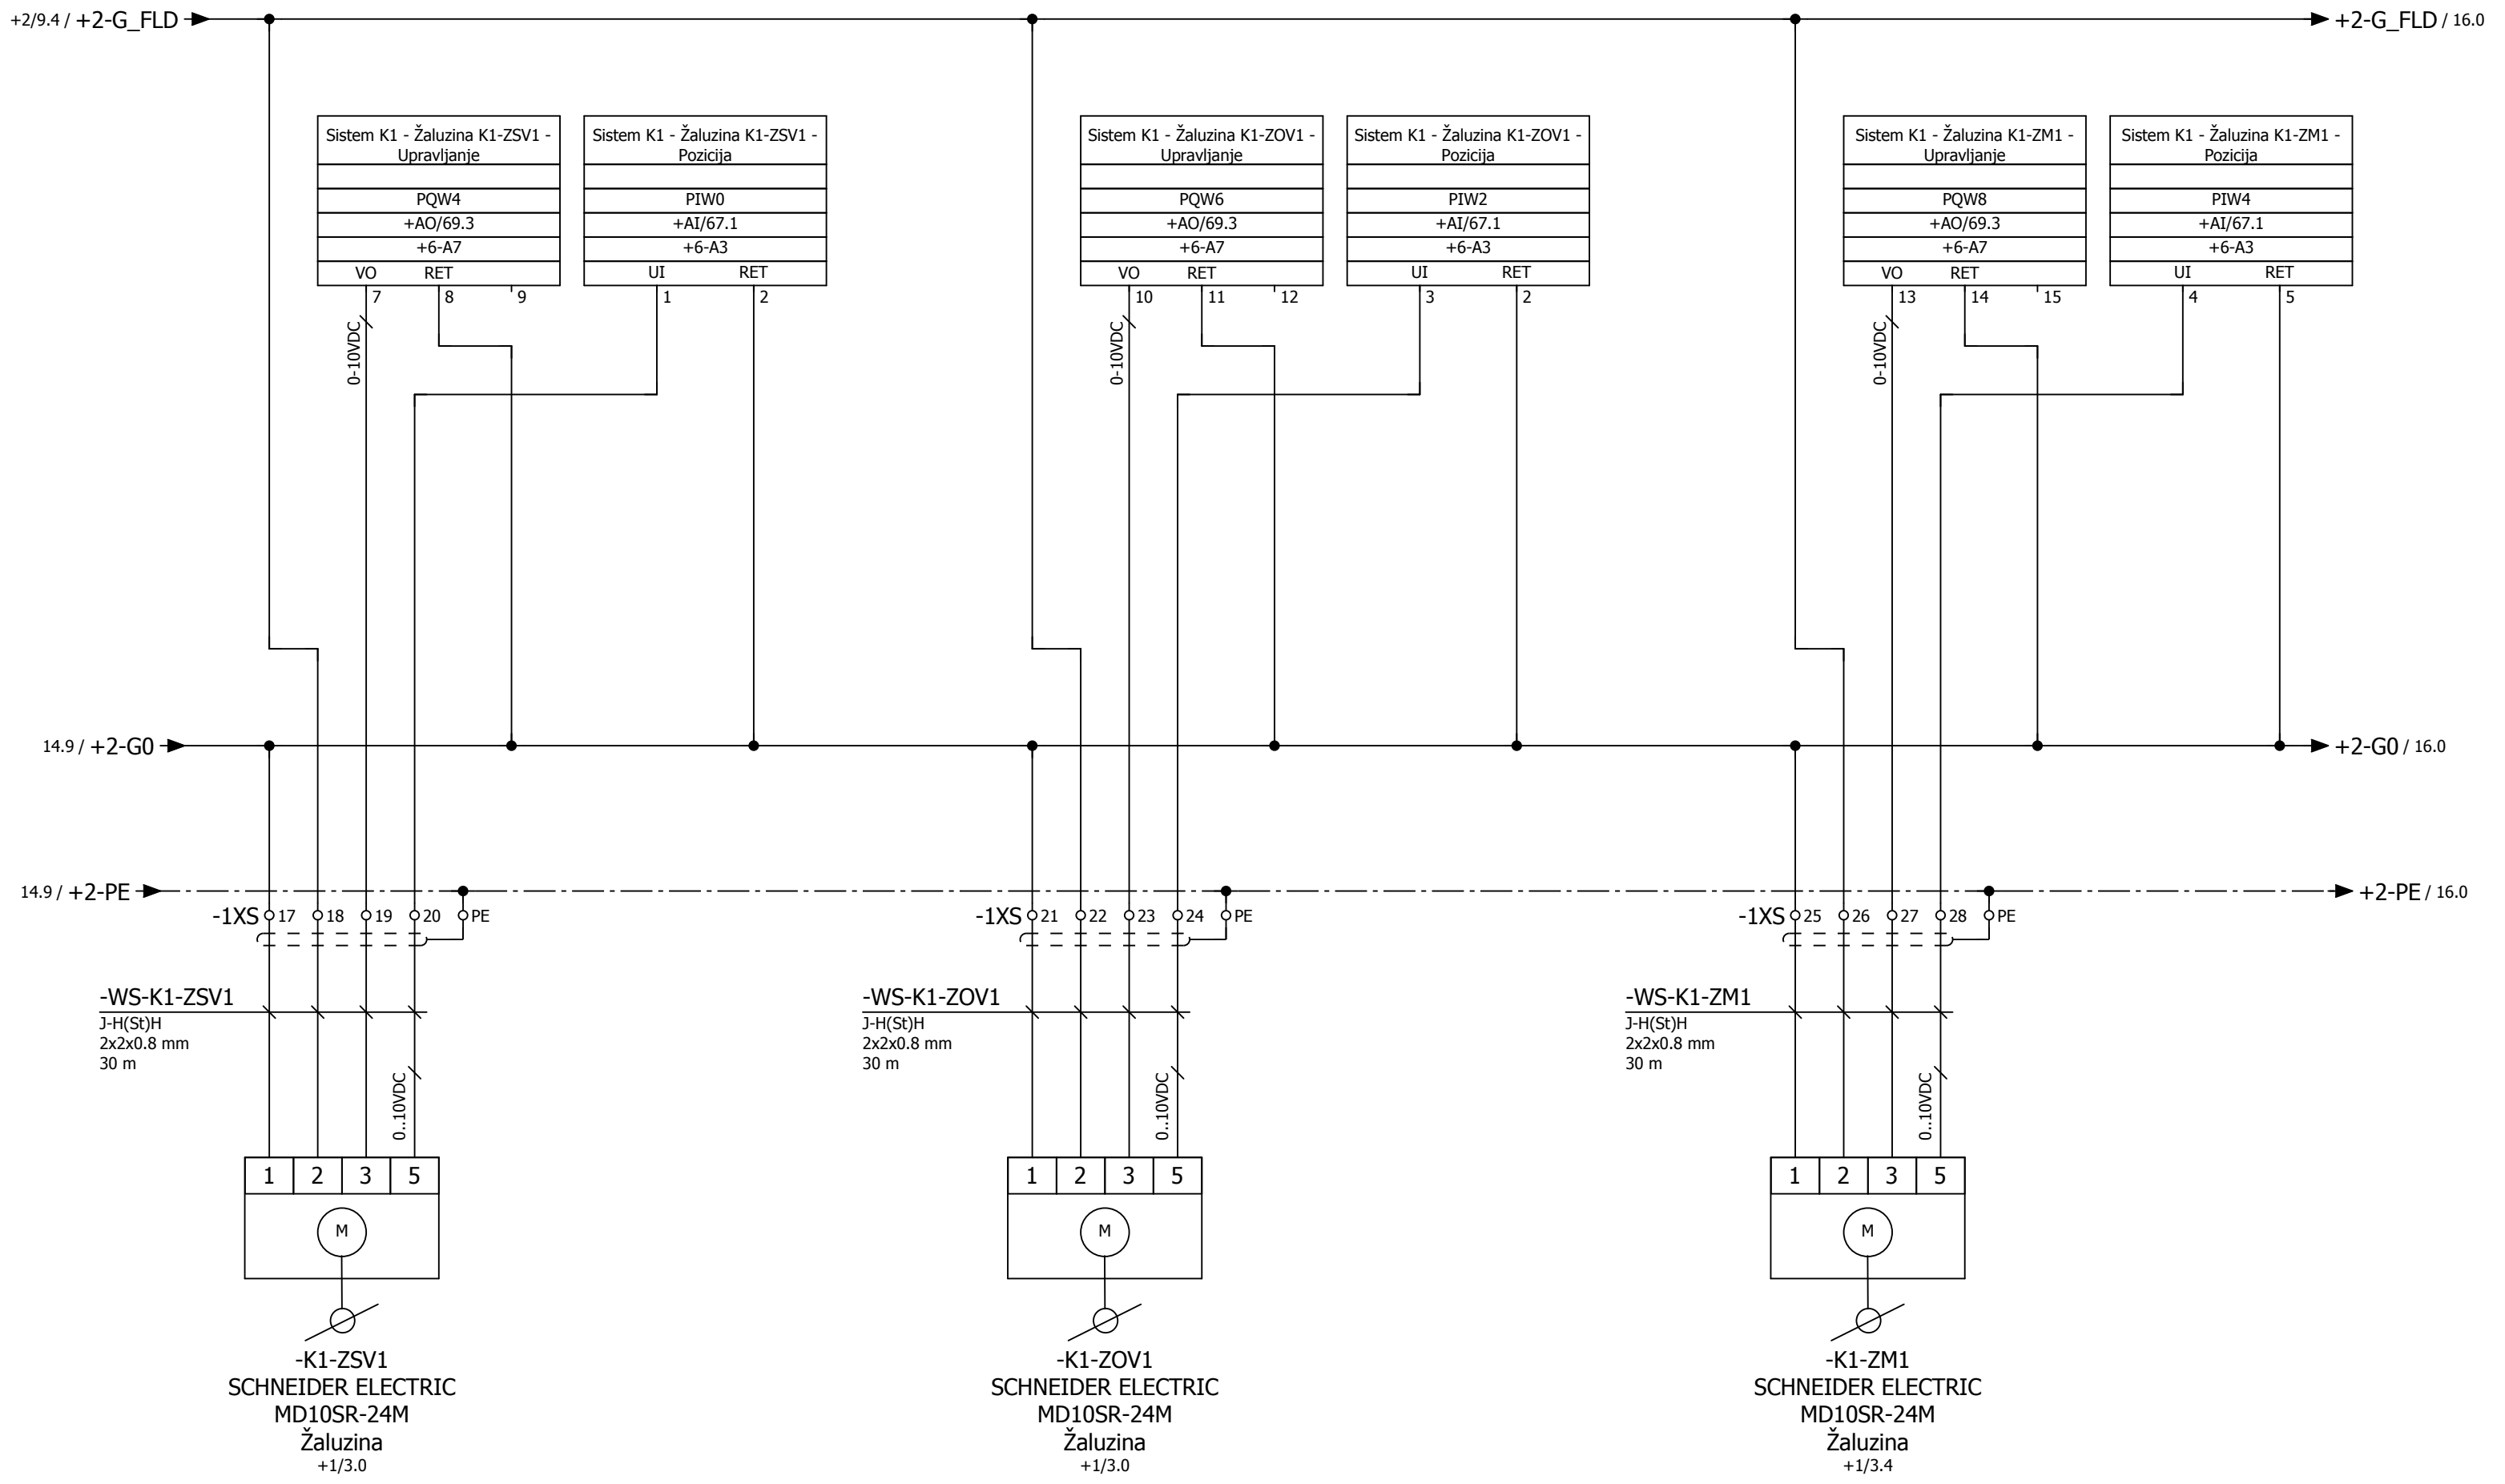 +2/9.4 / +2-G_FLD
+2-G_FLD / 16.0
Sistem K1 - Žaluzina K1-ZSV1 -
Upravljanje
PQW4
+AO/69.3
+6-A7
VO RET
7 8 9
0-10VDC
Sistem K1 - Žaluzina K1-ZSV1 -
Pozicija
PIW0
+AI/67.1
+6-A3
UI RET
1 2
Sistem K1 - Žaluzina K1-ZOV1 -
Upravljanje
PQW6
+AO/69.3
+6-A7
VO RET
10 11 12
0-10VDC
Sistem K1 - Žaluzina K1-ZOV1 -
Pozicija
PIW2
+AI/67.1
+6-A3
UI RET
3 2
Sistem K1 - Žaluzina K1-ZM1 -
Upravljanje
PQW8
+AO/69.3
+6-A7
VO RET
13 14 15
0-10VDC
Sistem K1 - Žaluzina K1-ZM1 -
Pozicija
PIW4
+AI/67.1
+6-A3
UI RET
4 5
14.9 / +2-G0
+2-G0 / 16.0
14.9 / +2-PE
+2-PE / 16.0
-1XS 17 18 19 20 PE
-WS-K1-ZSV1
J-H(St)H
2x2x0.8 mm
30 m
0..10VDC
1 2 3 5
M
-K1-ZSV1
SCHNEIDER ELECTRIC
MD10SR-24M
Žaluzina
+1/3.0
-1XS 21 22 23 24 PE
-WS-K1-ZOV1
J-H(St)H
2x2x0.8 mm
30 m
0..10VDC
1 2 3 5
M
-K1-ZOV1
SCHNEIDER ELECTRIC
MD10SR-24M
Žaluzina
+1/3.0
-1XS 25 26 27 28 PE
-WS-K1-ZM1
J-H(St)H
2x2x0.8 mm
30 m
0..10VDC
1 2 3 5
M
-K1-ZM1
SCHNEIDER ELECTRIC
MD10SR-24M
Žaluzina
+1/3.4